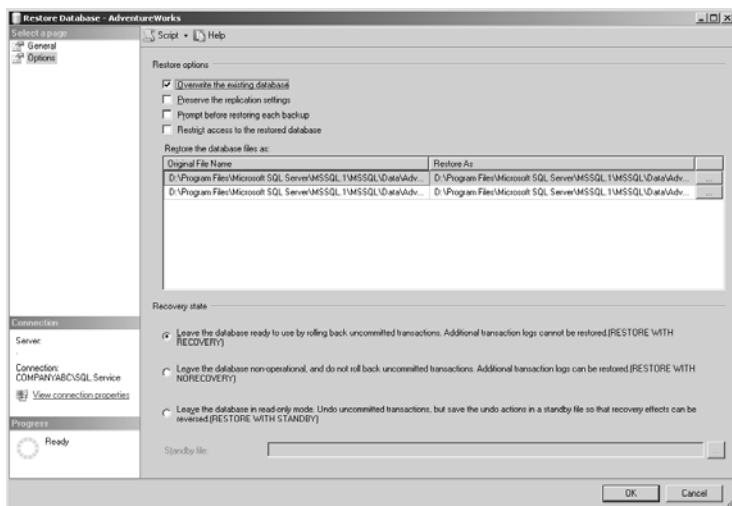 Restore Database - AdventureWorks
Select a page
General
Options
Script
Help
Restore options
Overwrite the existing database
Preserve the replication settings
Prompt before restoring each backup
Restrict access to the restored database
Restore the database files as:
Original File Name Restore As
D:\Program Files\Microsoft SQL Server\MSSQL.1\MSSQL\Data\Adv... D:\Program Files\Microsoft SQL Server\MSSQL.1\MSSQL\Data\Adv... ...
D:\Program Files\Microsoft SQL Server\MSSQL.1\MSSQL\Data\Adv... D:\Program Files\Microsoft SQL Server\MSSQL.1\MSSQL\Data\Adv... ...
Recovery state
Leave the database ready to use by rolling back uncommitted transactions. Additional transaction logs cannot be restored.(RESTORE WITH
RECOVERY)
Leave the database non-operational, and do not roll back uncommitted transactions. Additional transaction logs can be restored.(RESTORE WITH
NORECOVERY)
Leave the database in read-only mode. Undo uncommitted transactions, but save the undo actions in a standby file so that recovery effects can be
reversed.(RESTORE WITH STANDBY)
Standby file:
...
Connection
Server:
.
Connection:
COMPANYABC\SQL.Service
View connection properties
Progress
Ready
OK
Cancel